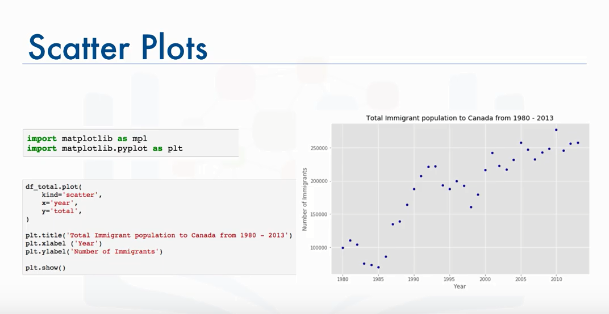 Scatter Plots
import matplotlib as mpl
import matplotlib.pyplot as plt
df_total.plot(
    kind='scatter',
    x='year',
    y='total',
)
plt.title('Total Immigrant population to Canada from 1980 - 2013')
plt.xlabel ('Year')
plt.ylabel('Number of Immigrants')
plt.show()
Total Immigrant population to Canada from 1980 - 2013
Number of Immigrants
250000
200000
150000
100000
1980 1985 1990 1995 2000 2005 2010
Year